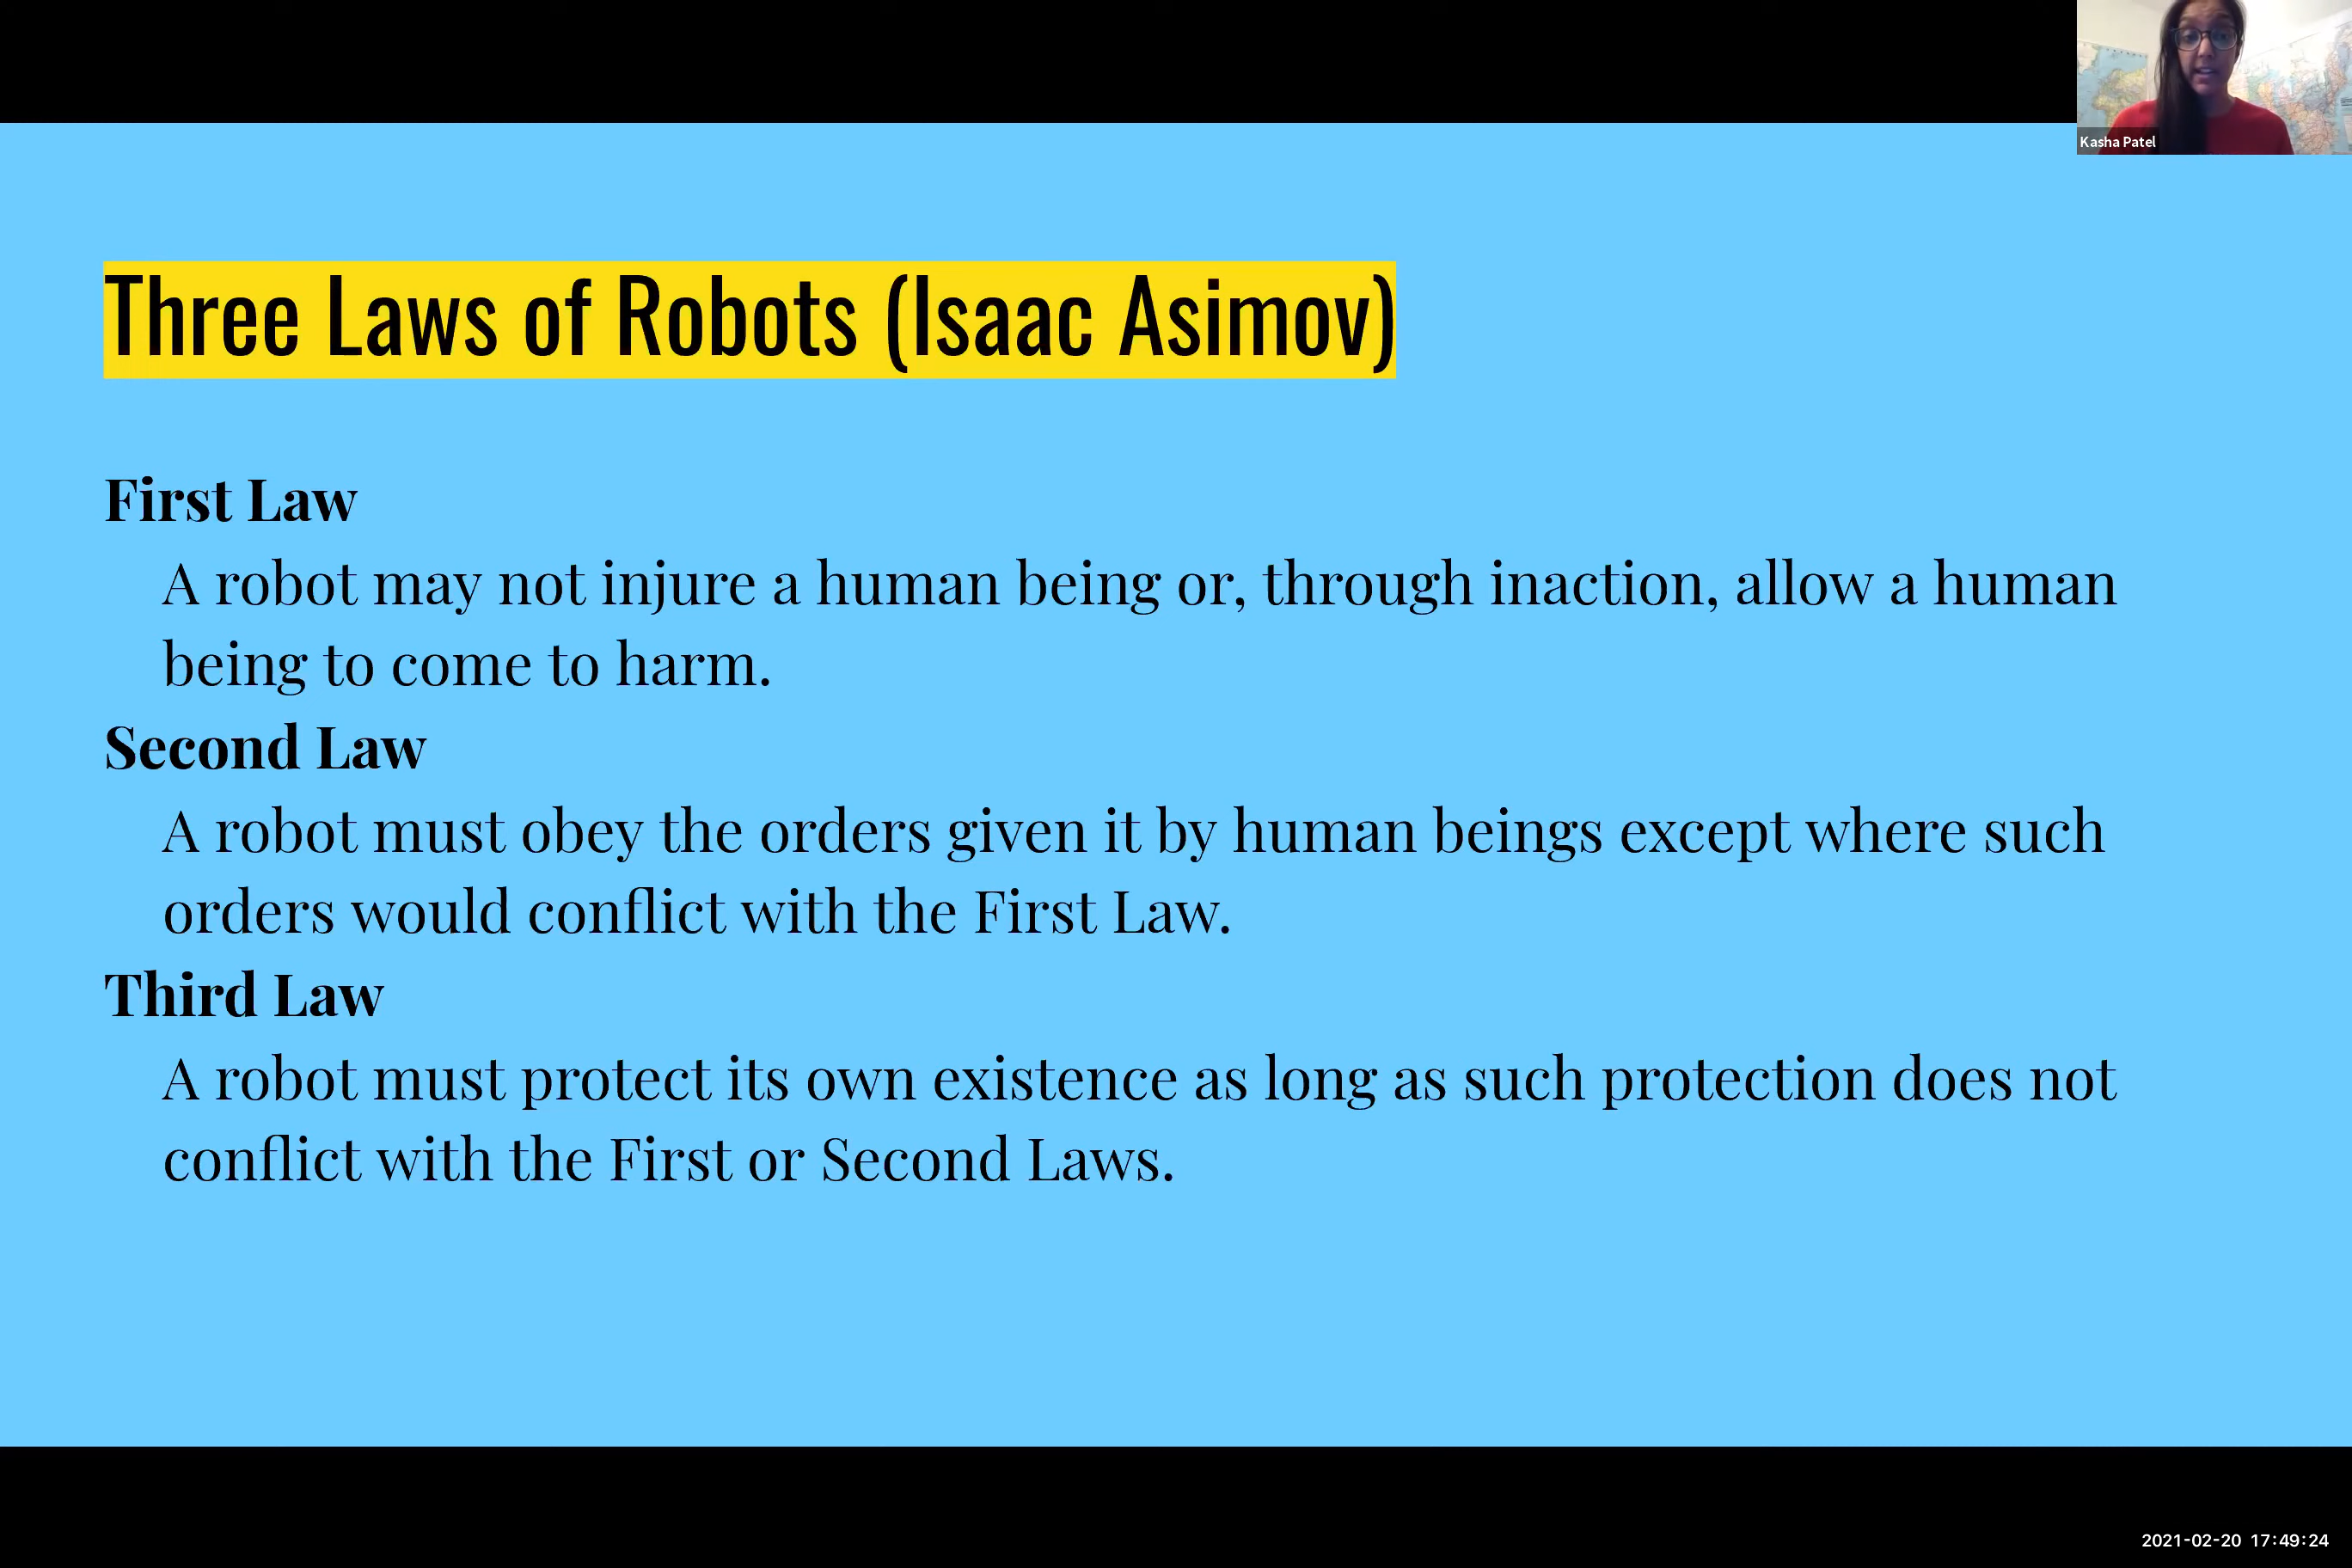 Kasha Patel
Three Laws of Robots (Isaac Asimov)
First Law
A robot may not injure a human being or, through inaction, allow a human
being to come to harm.
Second Law
A robot must obey the orders given it by human beings except where such
orders would conflict with the First Law.
Third Law
A robot must protect its own existence as long as such protection does not
conflict with the First or Second Laws.
2021-02-20 17:49:24